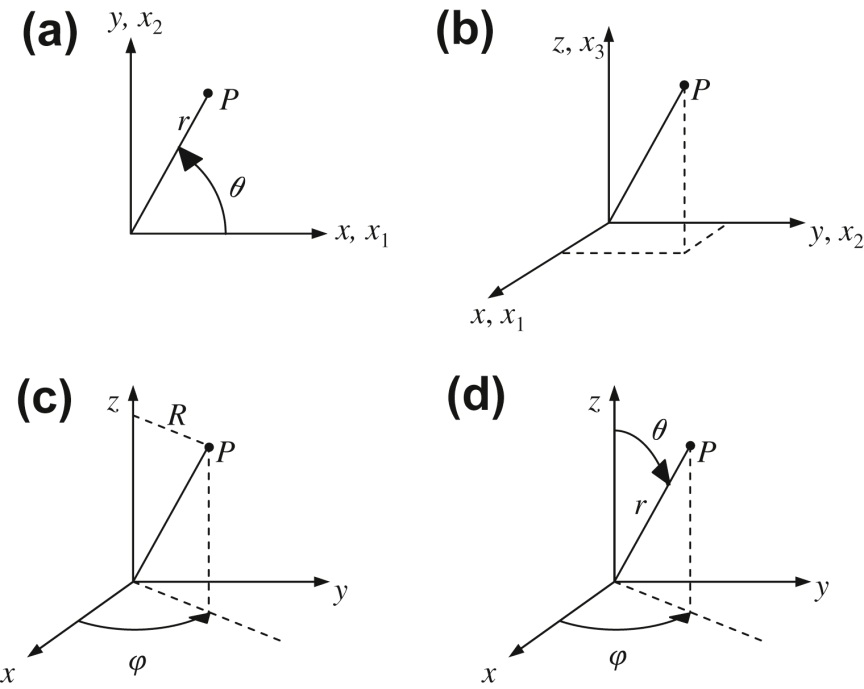 (a)
y, x2
P
r
θ
x, x1
(b)
z, x3
P
y, x2
x, x1
(c)
z
R
P
y
x
φ
(d)
z
θ
P
r
y
x
φ